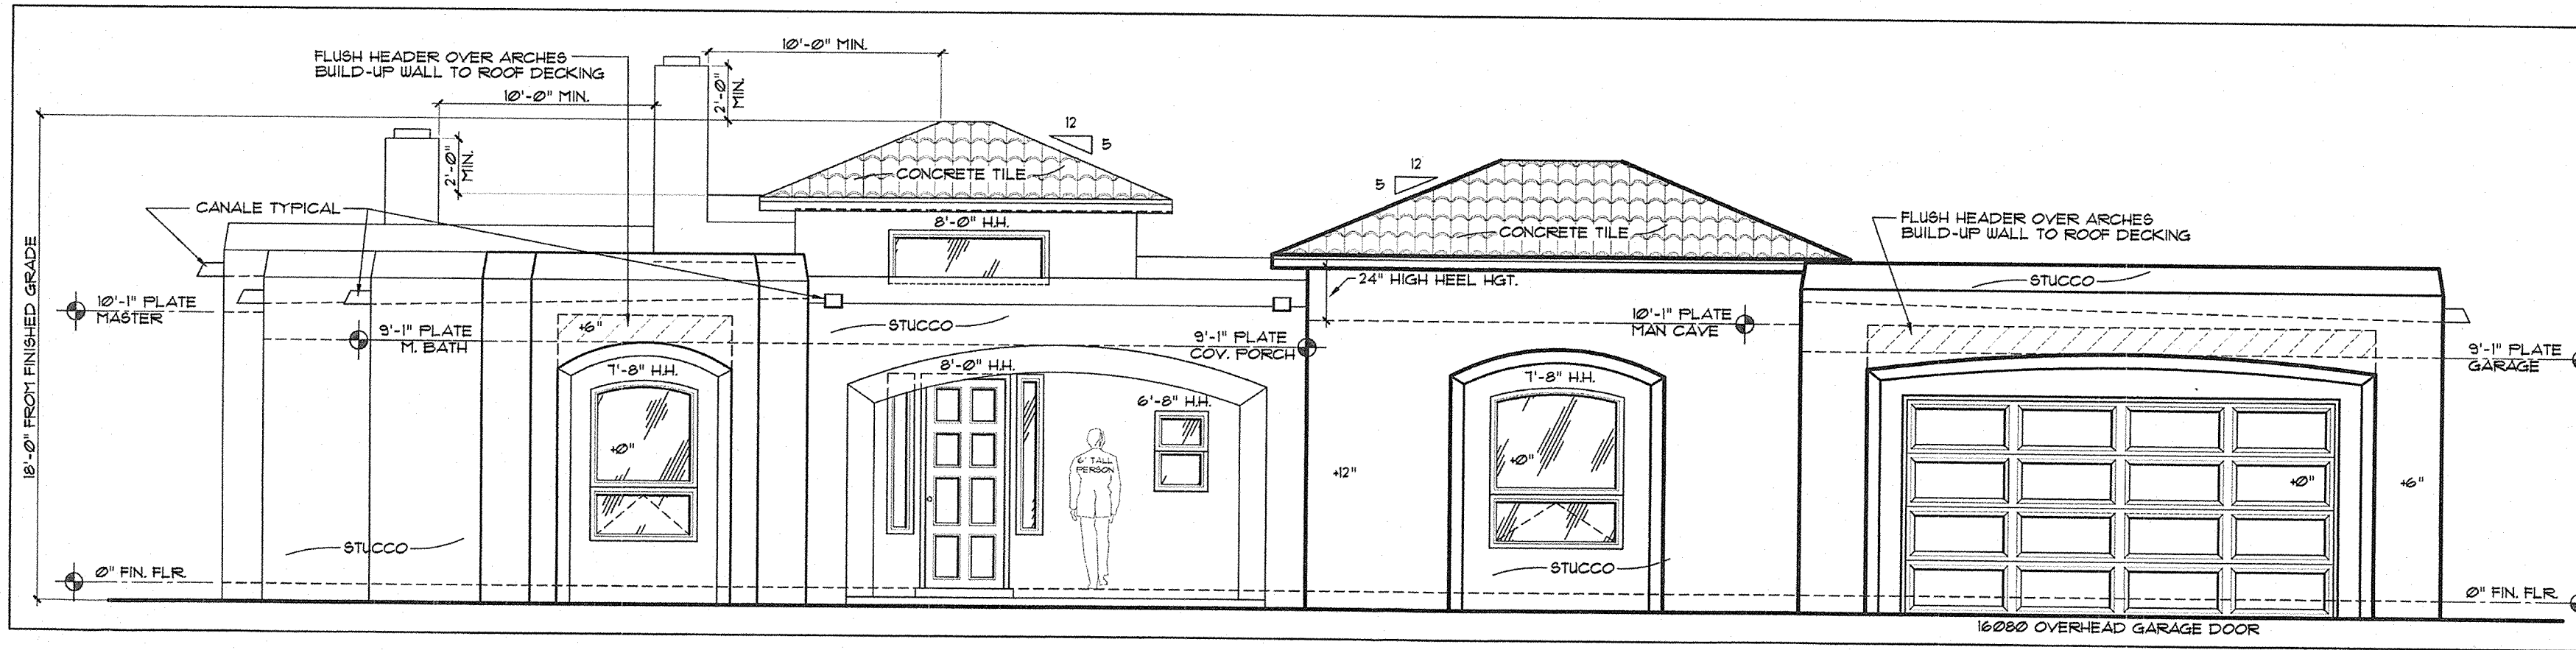 10'-0" MIN.
FLUSH HEADER OVER ARCHES
BUILD-UP WALL TO ROOF DECKING
10'-0" MIN.
2'-0"
MIN.
12
5
2'-0"
MIN.
CONCRETE TILE
12
5
CANALE TYPICAL
8'-0" H.H.
CONCRETE TILE
FLUSH HEADER OVER ARCHES
BUILD-UP WALL TO ROOF DECKING
18'-0" FROM FINISHED GRADE
24" HIGH HEEL HGT.
STUCCO
10'-1" PLATE
MASTER
9'-1" PLATE
M. BATH
+6"
STUCCO
9'-1" PLATE
COV. PORCH
10'-1" PLATE
MAN CAVE
9'-1" PLATE
GARAGE
7'-8" H.H.
8'-0" H.H.
6'-8" H.H.
7'-8" H.H.
+0"
6' TALL
PERSON
+12"
+0"
+0"
+6"
STUCCO
STUCCO
0" FIN. FLR.
0" FIN. FLR.
16080 OVERHEAD GARAGE DOOR